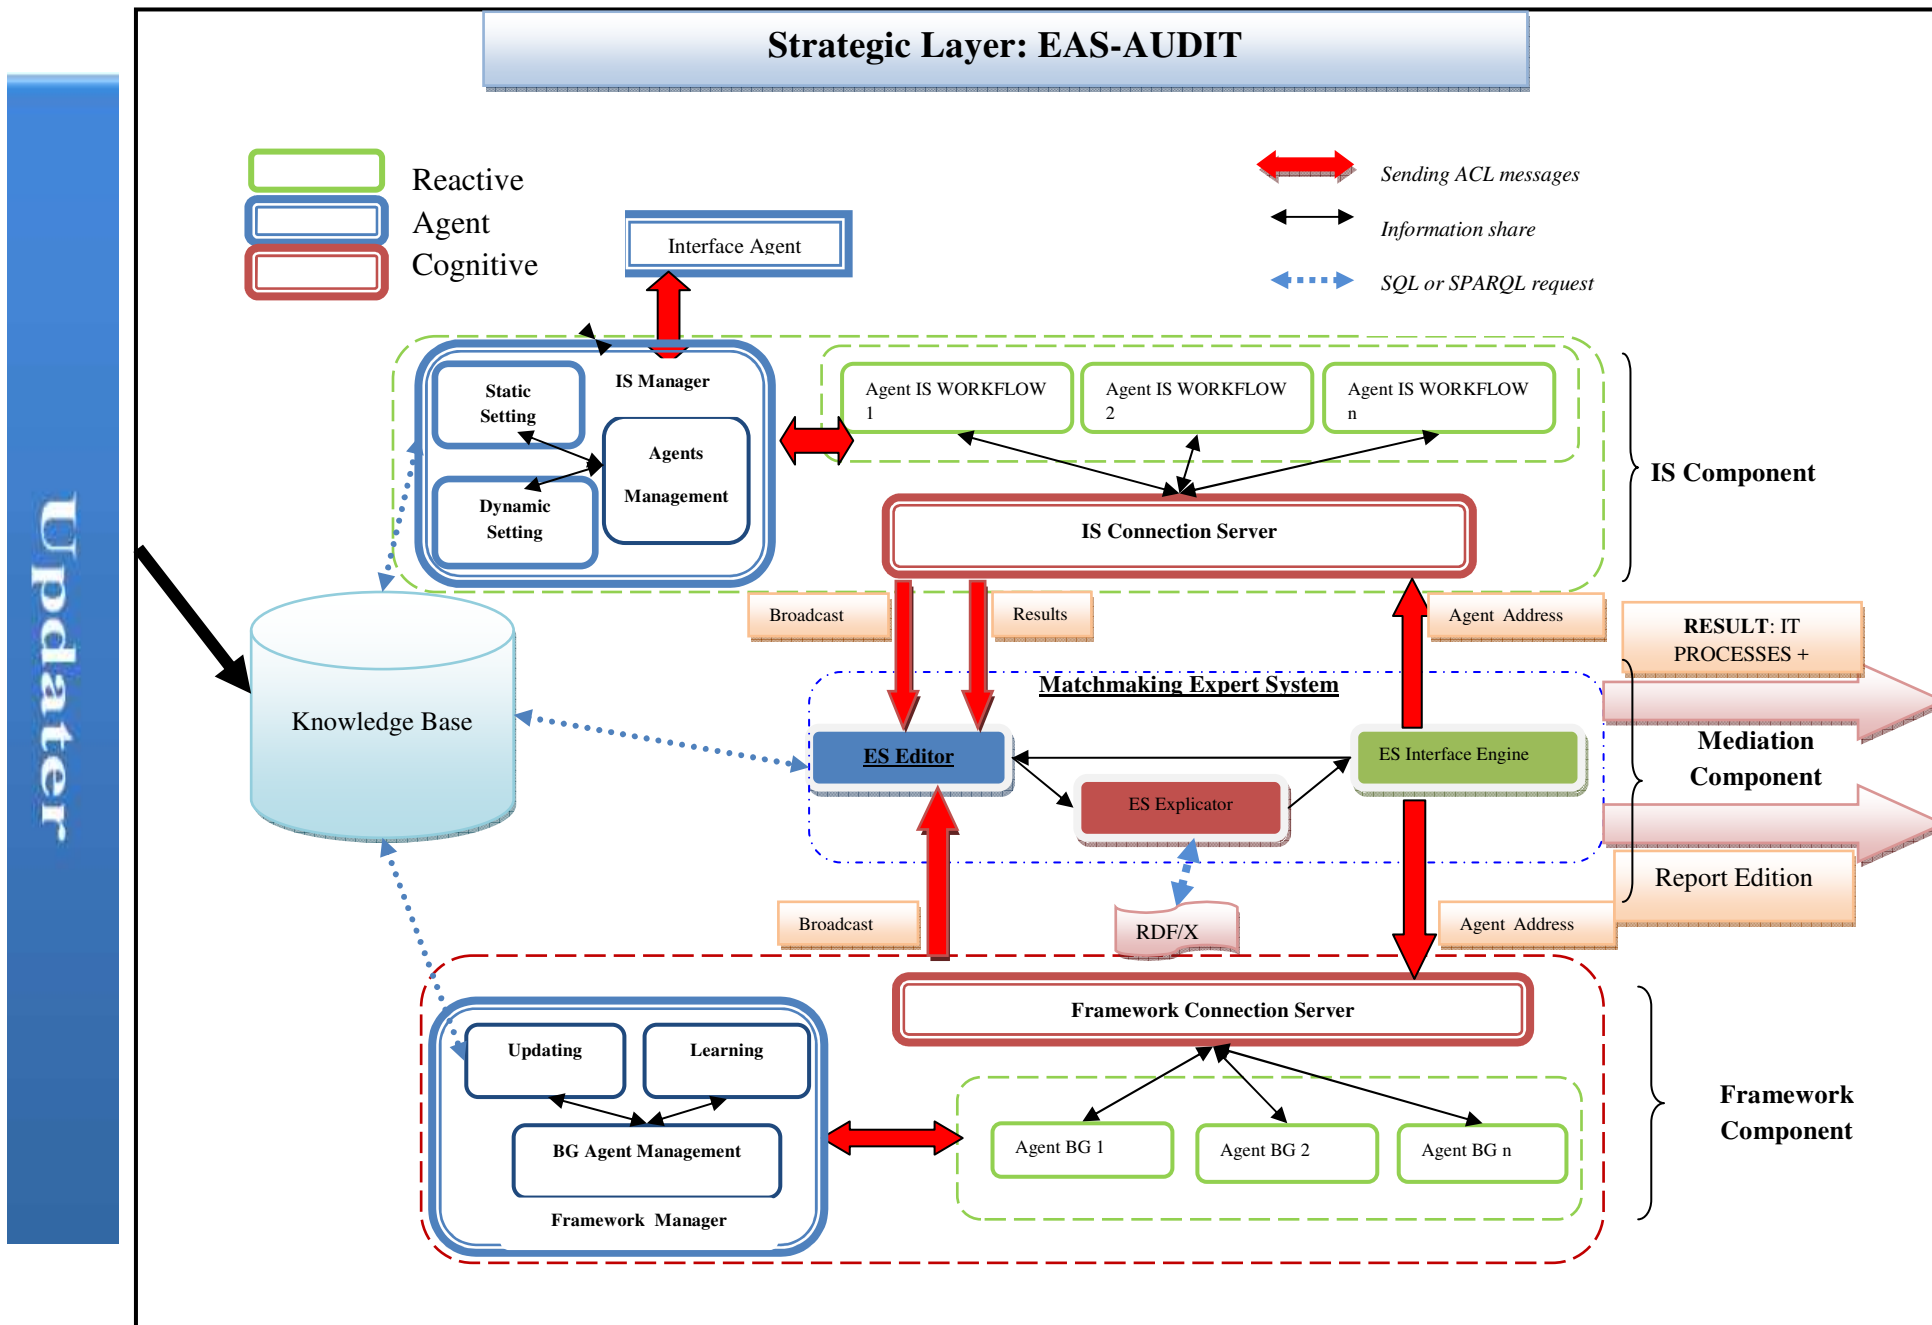 Strategic Layer: EAS-AUDIT
Updater
Reactive
Agent
Cognitive
Sending ACL messages
Information share
SQL or SPARQL request
Interface Agent
IS Manager
Static
Setting
Agents
Management
Dynamic
Setting
Agent IS WORKFLOW
1
Agent IS WORKFLOW
2
Agent IS WORKFLOW
n
IS Connection Server
IS Component
Broadcast
Results
Agent Address
RESULT: IT
PROCESSES +
Knowledge Base
Matchmaking Expert System
ES Editor
ES Interface Engine
ES Explicator
Mediation
Component
Report Edition
Broadcast
RDF/X
Agent Address
Framework Connection Server
Updating
Learning
BG Agent Management
Framework Manager
Agent BG 1
Agent BG 2
Agent BG n
Framework
Component